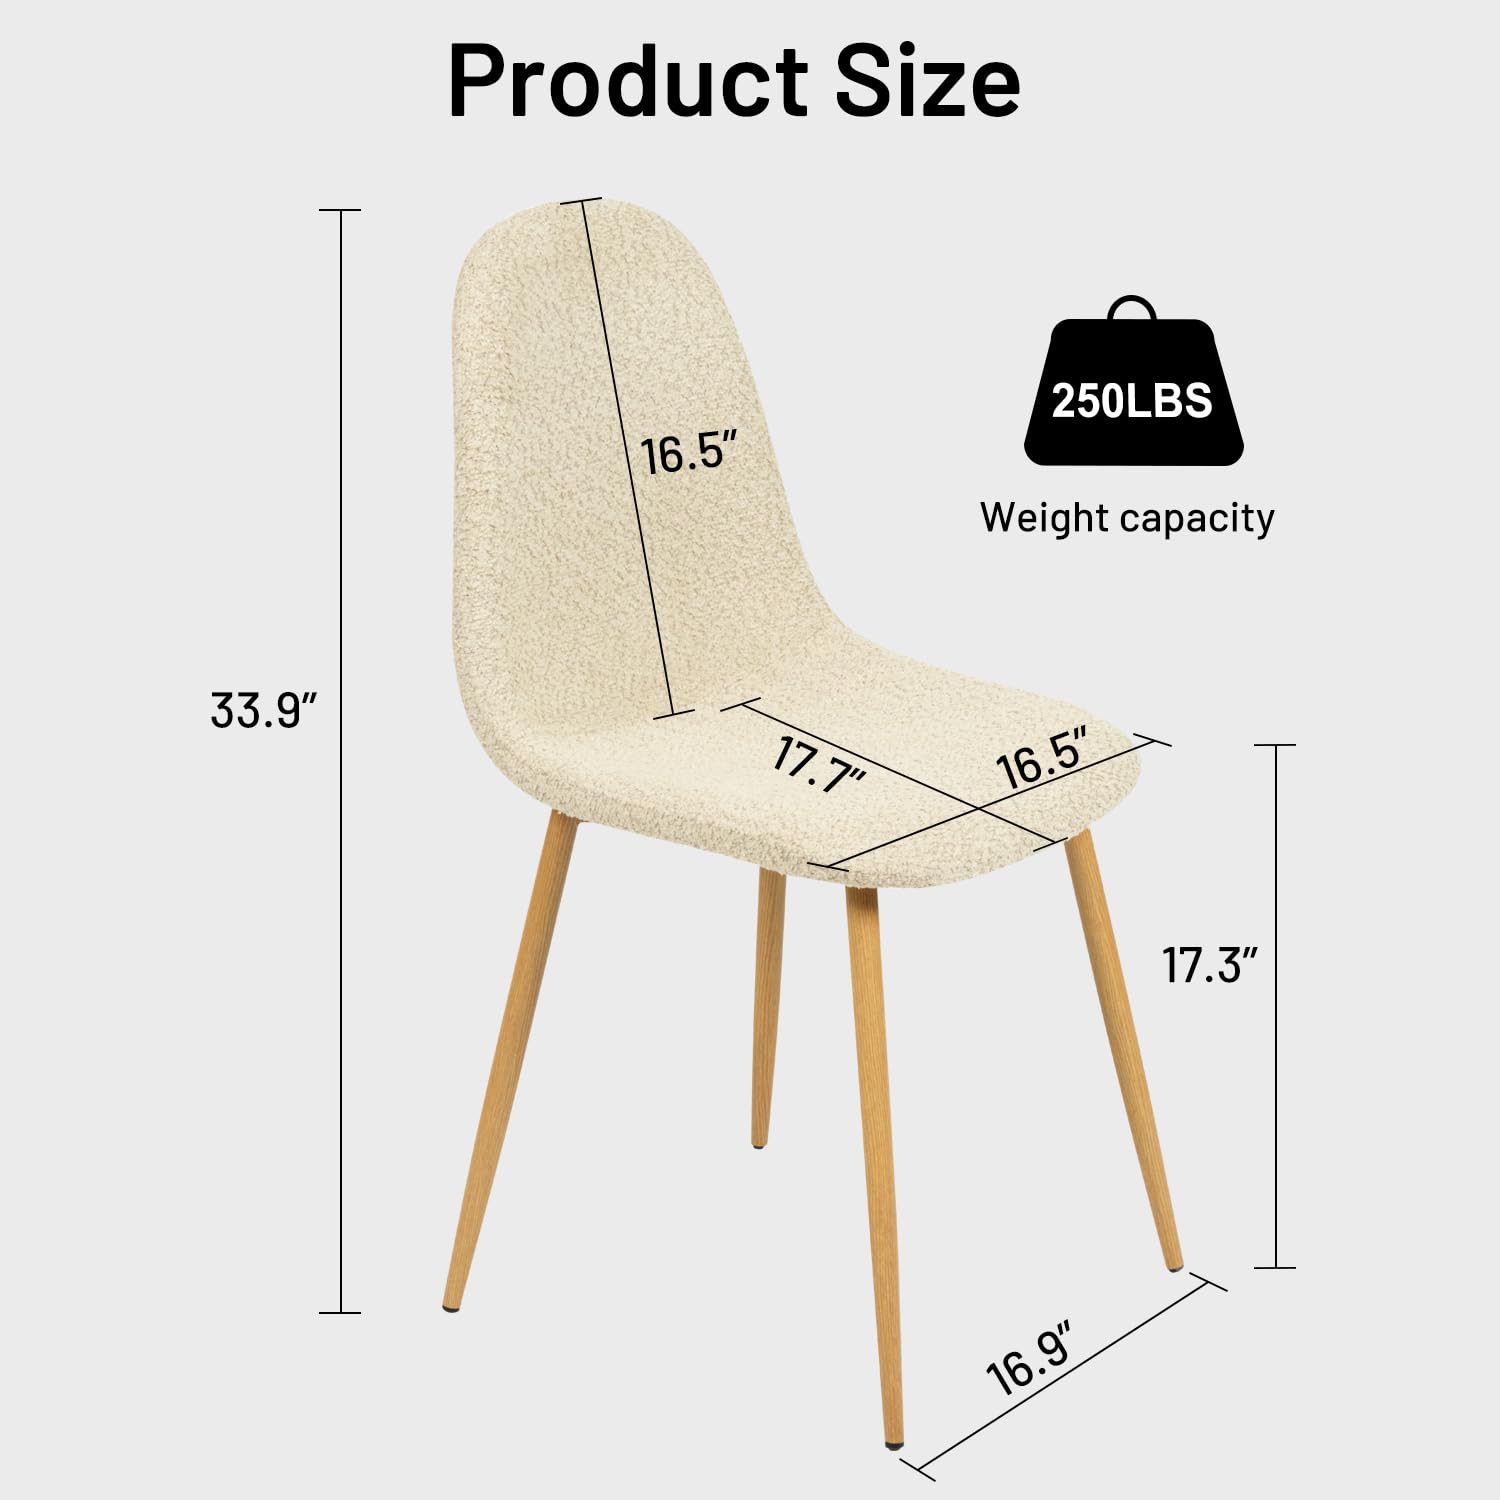 Product Size
16.5″
250LBS
Weight capacity
33.9″
17.7″
16.5″
17.3″
16.9″